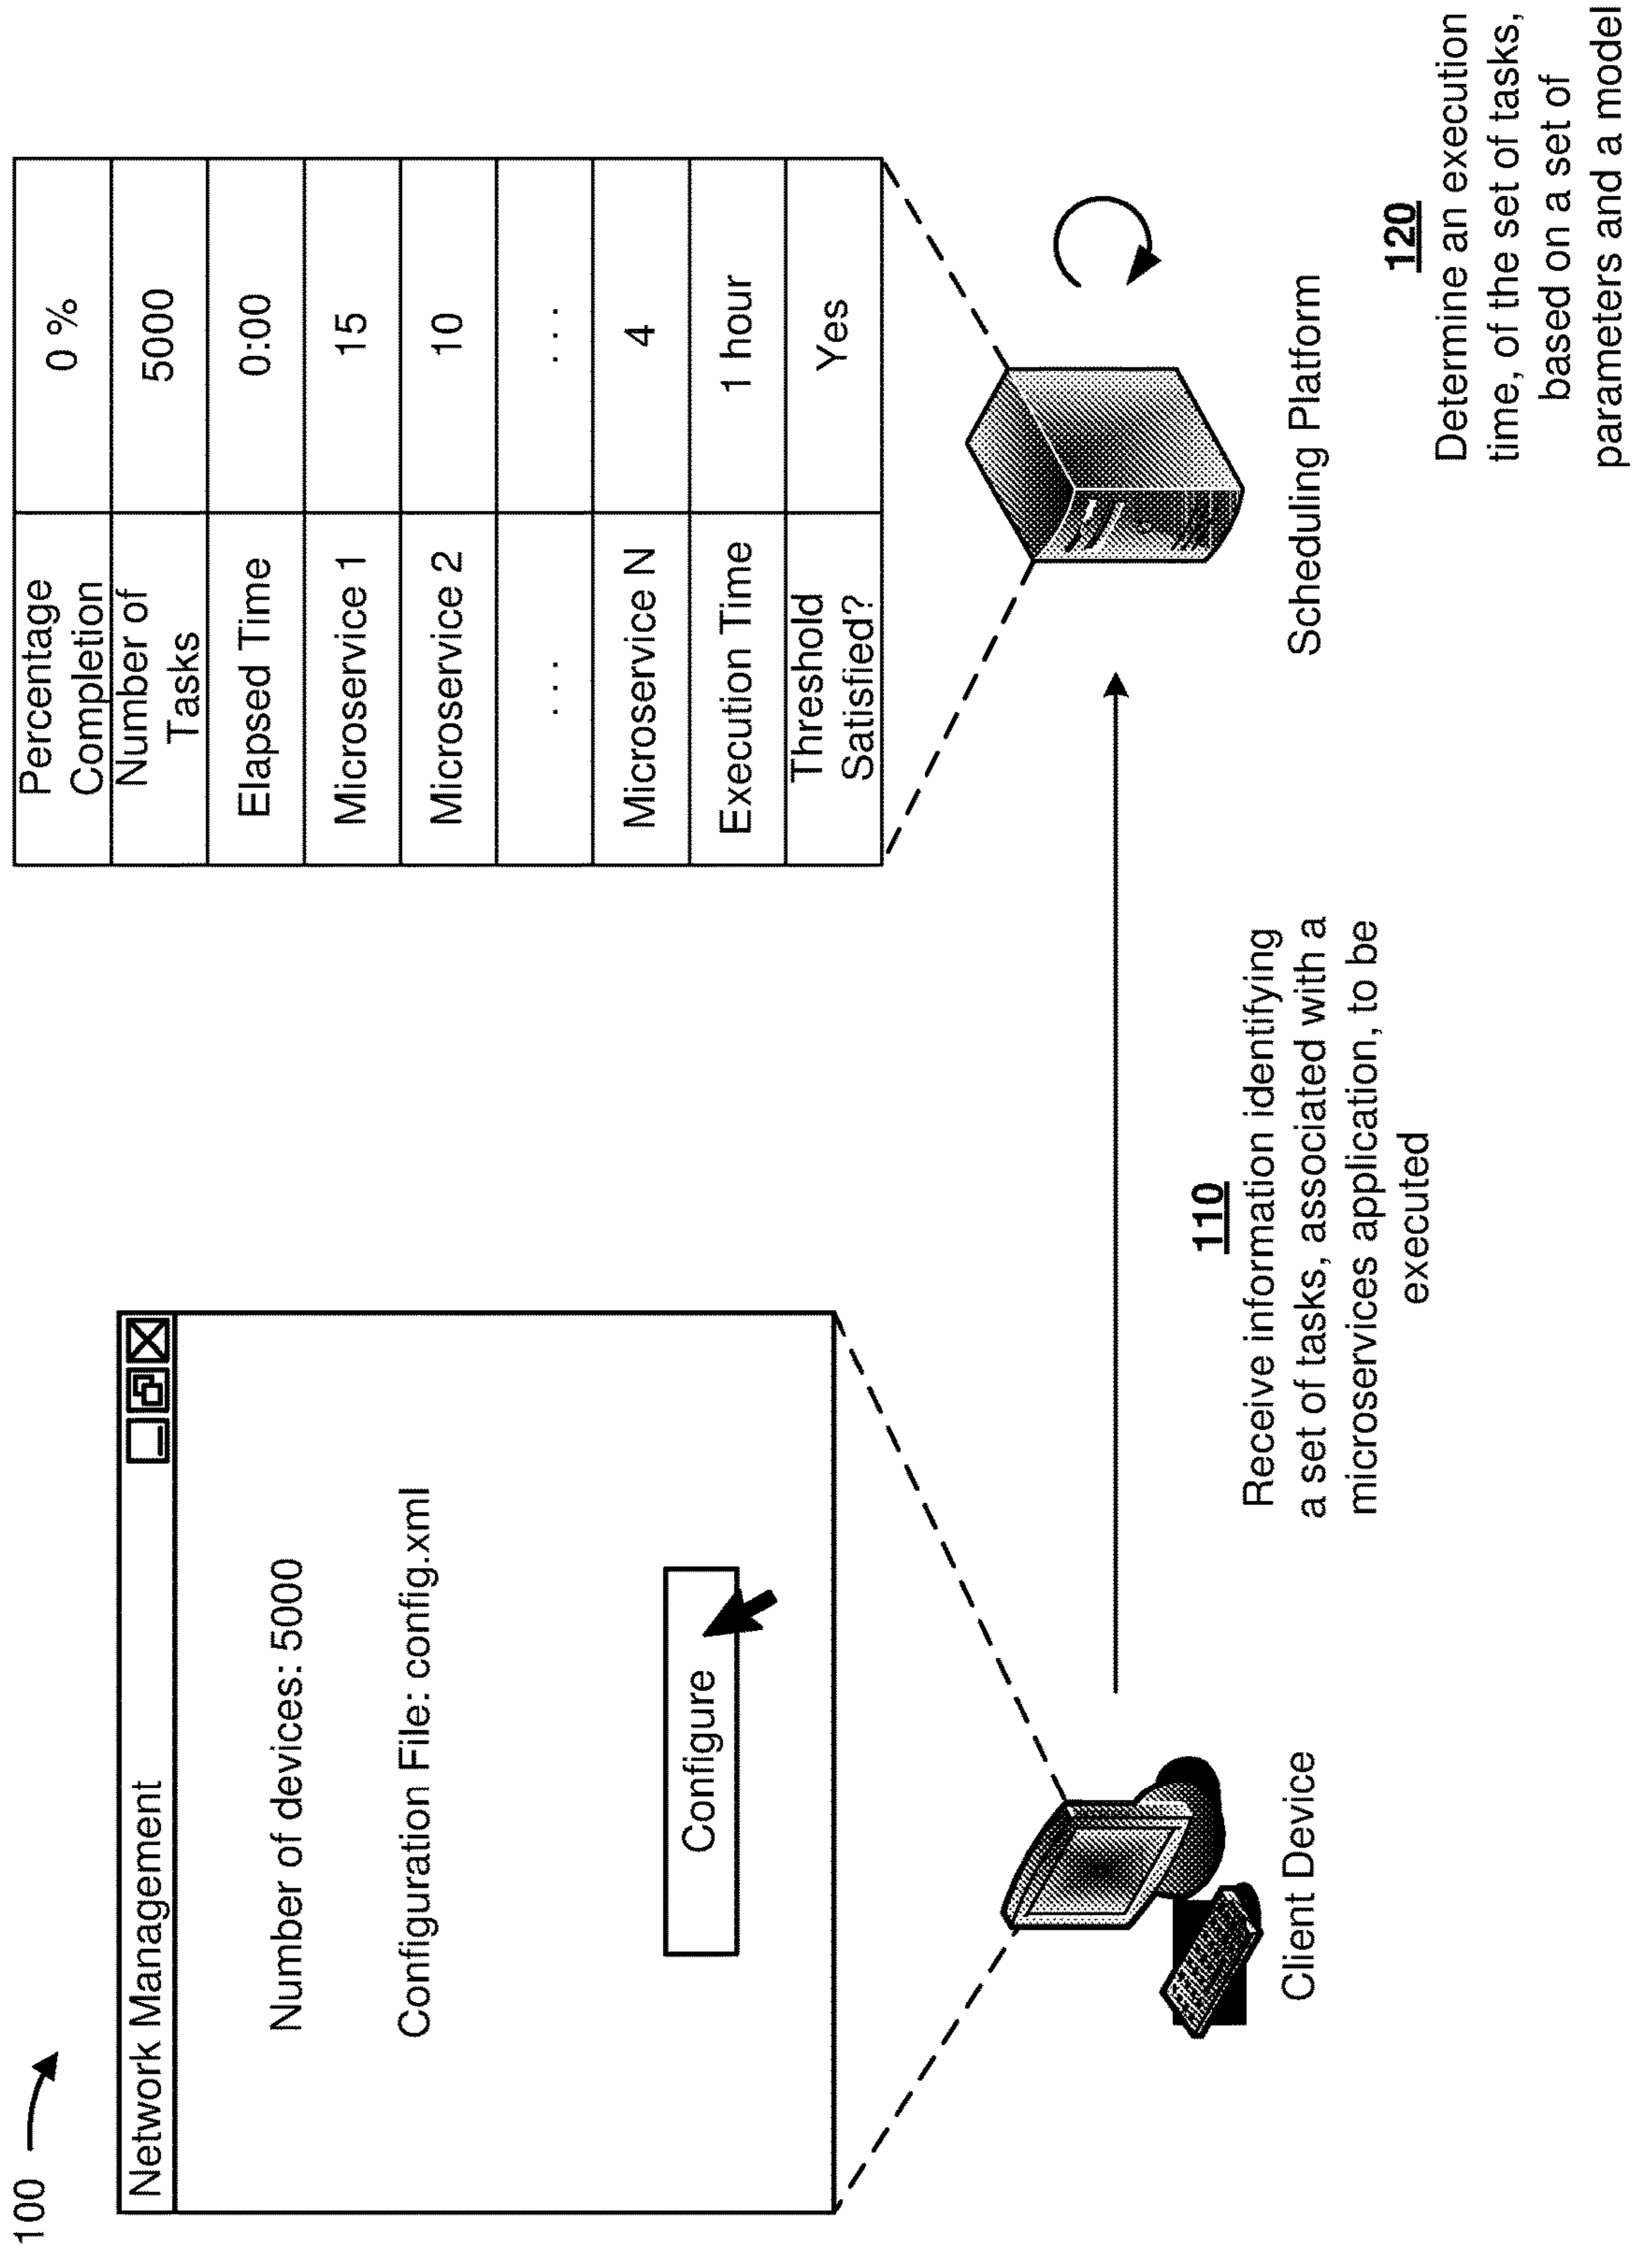 100
Network Management
Number of devices: 5000
Configuration File: config.xml
Configure
Client Device
110
Receive information identifying
a set of tasks, associated with a
microservices application, to be
executed
Percentage
Completion
0 %
Number of
Tasks
5000
Elapsed Time
0:00
Microservice 1
15
Microservice 2
10
. . .
. . .
Microservice N
4
Execution Time
1 hour
Threshold
Satisfied?
Yes
Scheduling Platform
120
Determine an execution
time, of the set of tasks,
based on a set of
parameters and a model